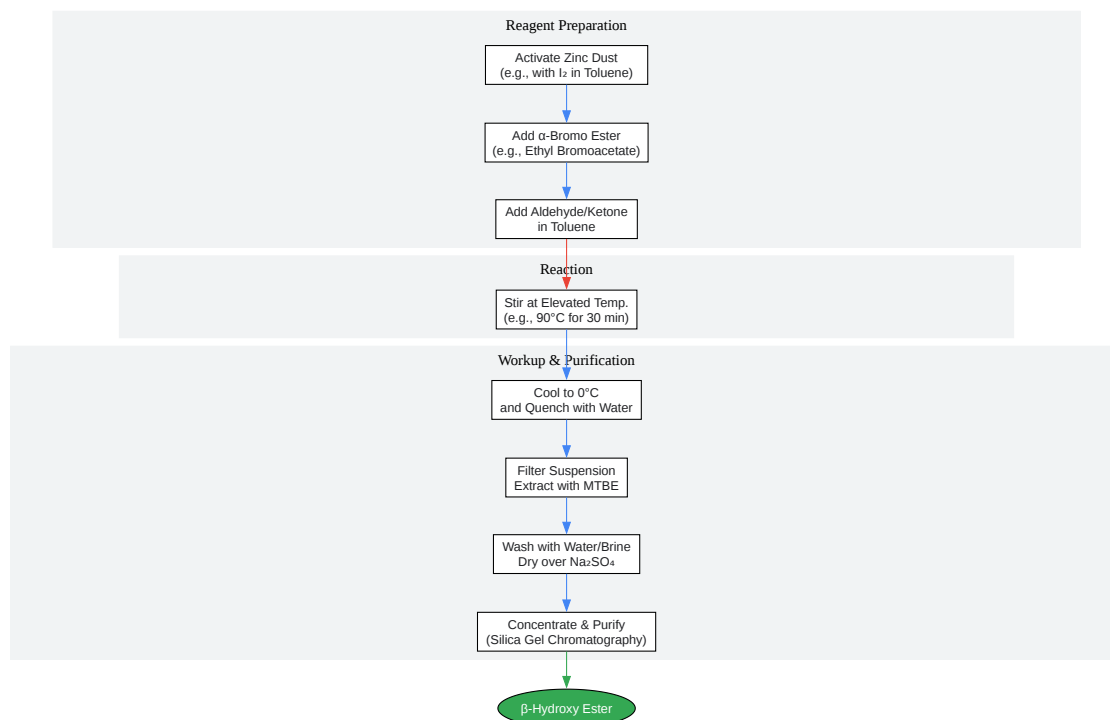 Reagent Preparation
Activate Zinc Dust
(e.g., with I₂ in Toluene)
Add α-Bromo Ester
(e.g., Ethyl Bromoacetate)
Add Aldehyde/Ketone
in Toluene
Reaction
Stir at Elevated Temp.
(e.g., 90°C for 30 min)
Workup & Purification
Cool to 0°C
and Quench with Water
Filter Suspension
Extract with MTBE
Wash with Water/Brine
Dry over Na₂SO₄
Concentrate & Purify
(Silica Gel Chromatography)
β-Hydroxy Ester